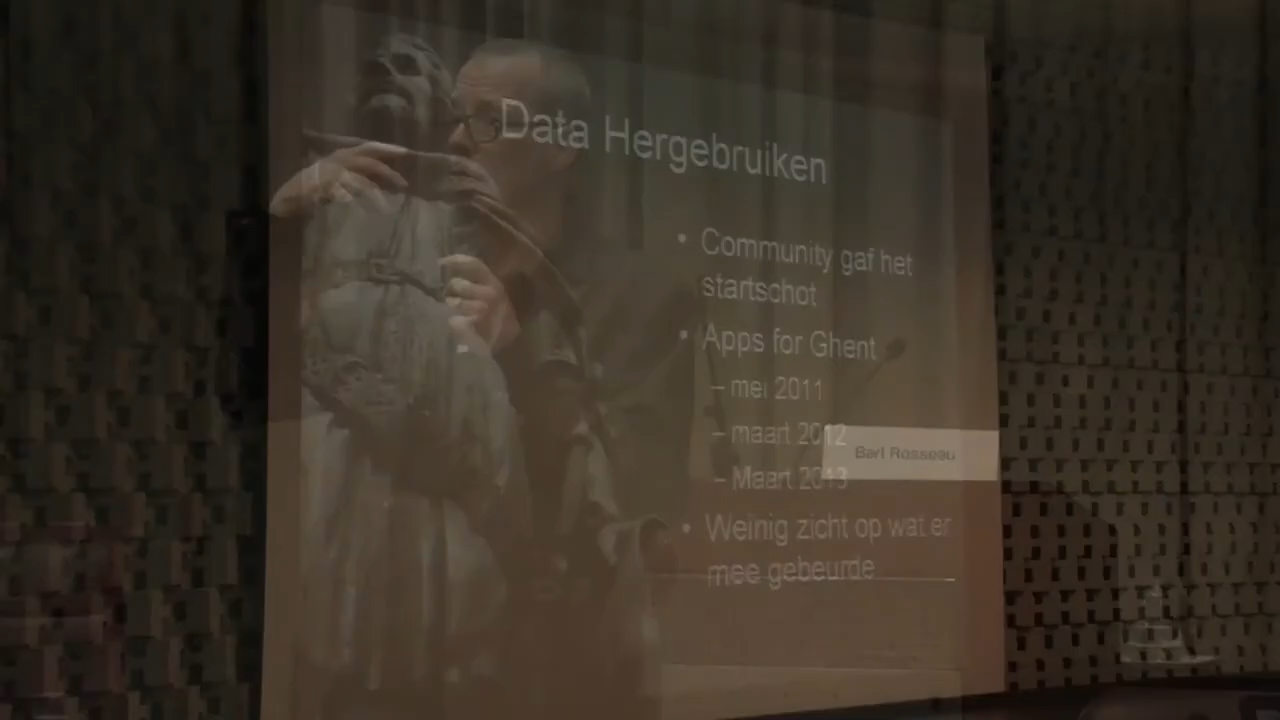 Data Hergebruiken
• Community gaf het
startschot
• Apps for Ghent
– mei 2011
– maart 2012
– Maart 2013
Bart Rosseau
• Weinig zicht op wat er
mee gebeurde